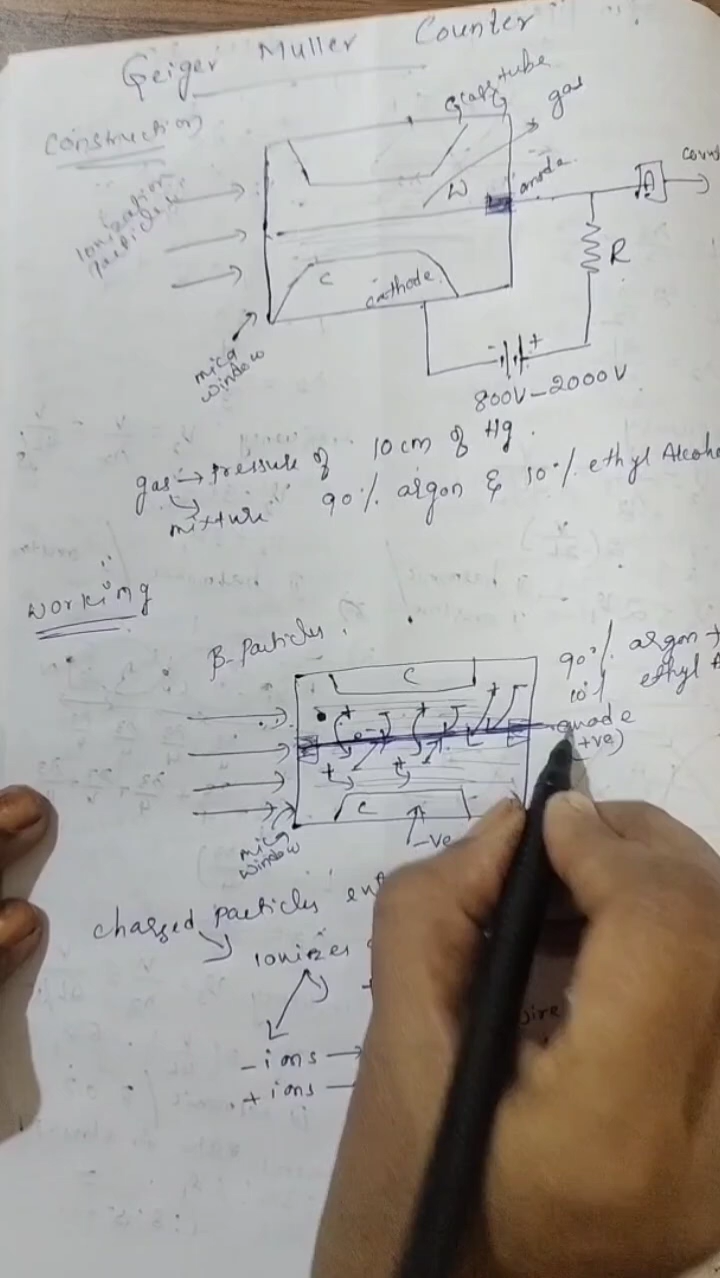 Geiger Muller Counter
Construction
Glass tube
gas
Ionization particles
W
anode
A
R
C
cathode
mica window
- +
800V - 2000V
gas → Pressure of 10 cm of Hg.
mixture 90% argon & 10% ethyl
working
β-Particles.
90% argon +
10% ethyl
C
+ + +
e-
anode
(+ve)
+ +
C
mica window
-ve
charged particles
Ionizes
- ions →
+ ions
wire